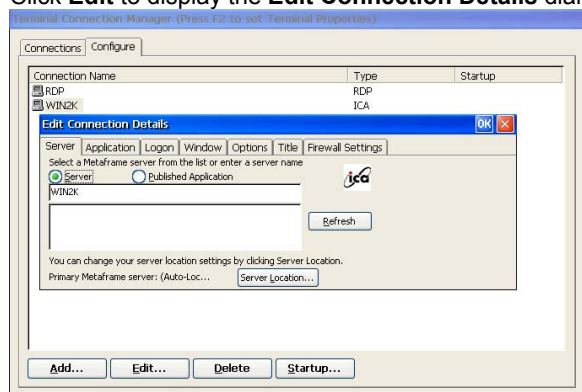 Click Edit to display the Edit Connection Details
Terminal Connection Manager (Press F2 to set Terminal Properties)
Connections Configure
Connection Name Type Startup
RDP RDP
WIN2K ICA
Edit Connection Details OK
Server Application Logon Window Options Title Firewall Settings
Select a Metaframe server from the list or enter a server name
Server Published Application
ica
WIN2K
Refresh
You can change your server location settings by clicking Server Location.
Primary Metaframe server: (Auto-Loc... Server Location...
Add... Edit... Delete Startup...